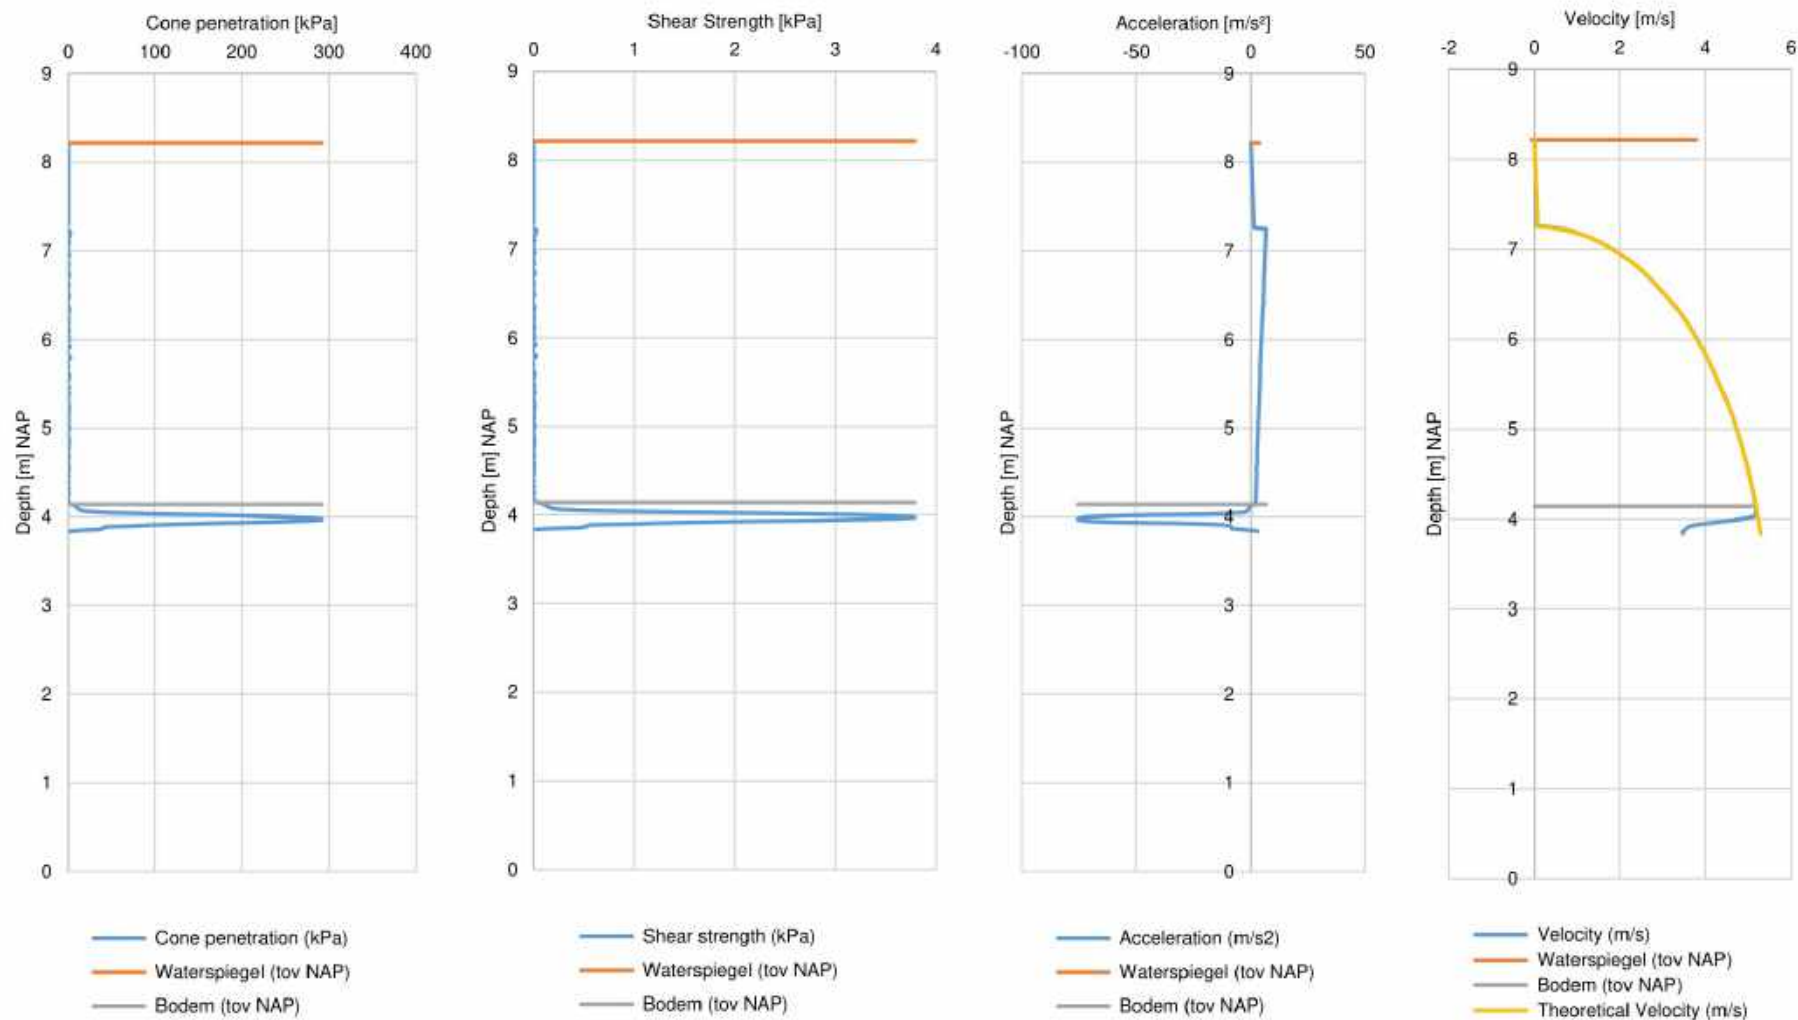 Cone penetration [kPa]
0 100 200 300 400
9
8
7
6
5
4
3
2
1
0
Depth [m] NAP
Cone penetration (kPa)
Waterspiegel (tov NAP)
Bodem (tov NAP)
Shear Strength [kPa]
0 1 2 3 4
9
8
7
6
5
4
3
2
1
0
Depth [m] NAP
Shear strength (kPa)
Waterspiegel (tov NAP)
Bodem (tov NAP)
Acceleration [m/s²]
-100 -50 0 50
9
8
7
6
5
4
3
2
1
0
Depth [m] NAP
Acceleration (m/s2)
Waterspiegel (tov NAP)
Bodem (tov NAP)
Velocity [m/s]
-2 0 2 4 6
9
8
7
6
5
4
3
2
1
0
Depth [m] NAP
Velocity (m/s)
Waterspiegel (tov NAP)
Bodem (tov NAP)
Theoretical Velocity (m/s)